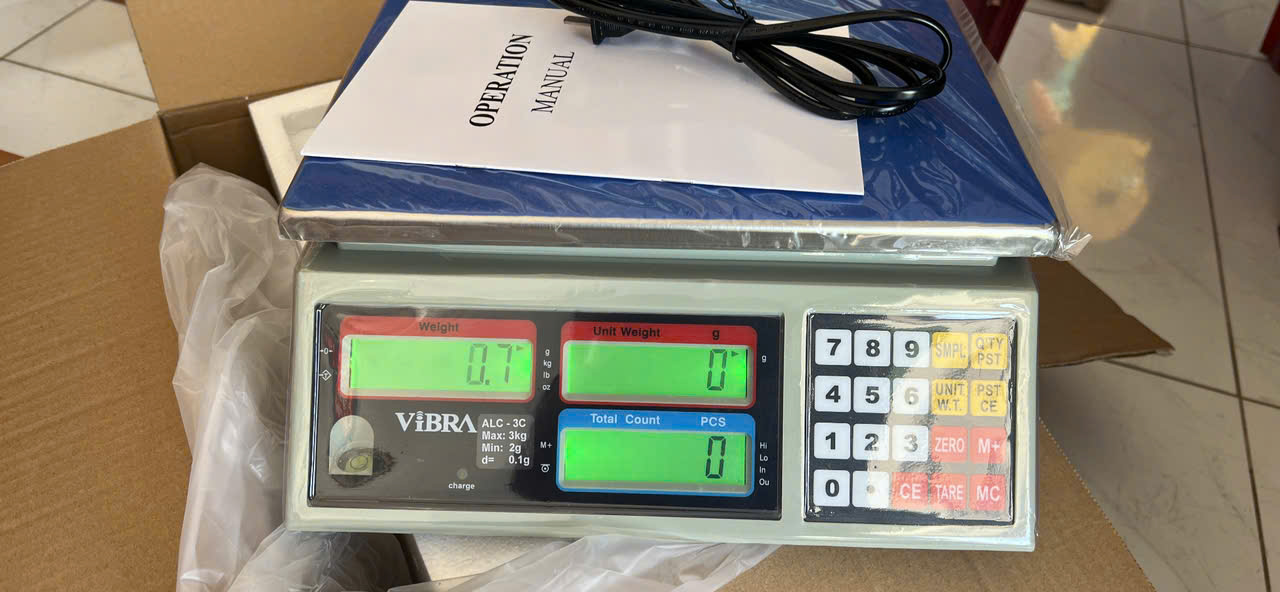 OPERATION
MANUAL
Weight
0.7
g
kg
lb
oz
→0←
Unit Weight g
0
g
ViBRA
ALC - 3C
Max: 3kg
Min: 2g
d= 0.1g
charge
Total Count PCS
0
M+
Hi
Lo
In
Ou
7 8 9 SMPL Q'TY PST
4 5 6 UNIT W.T. PST CE
1 2 3 ZERO M+
0 . CE TARE MC